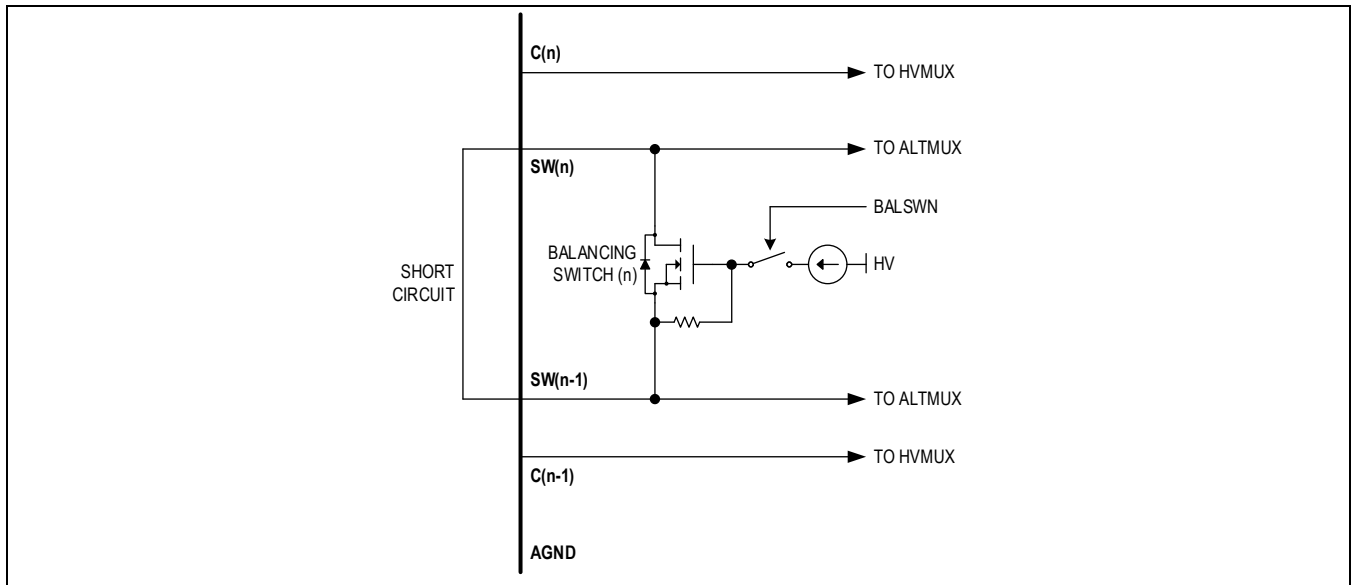 C(n)
TO HVMUX
TO ALTMUX
SW(n)
BALSWN
BALANCING
SWITCH (n)
HV
SHORT
CIRCUIT
SW(n-1)
TO ALTMUX
TO HVMUX
C(n-1)
AGND